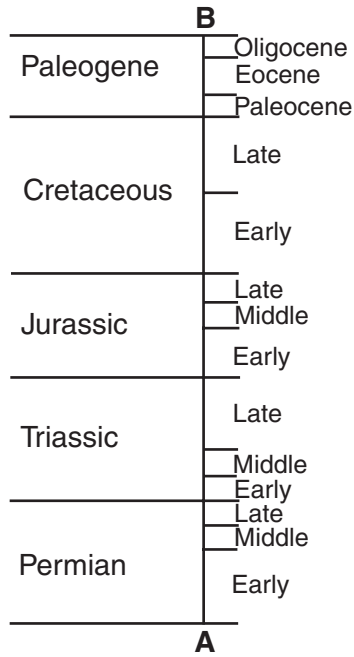 B
Paleogene
Oligocene
Eocene
Paleocene
Cretaceous
Late
Early
Jurassic
Late
Middle
Early
Triassic
Late
Middle
Early
Permian
Late
Middle
Early
A